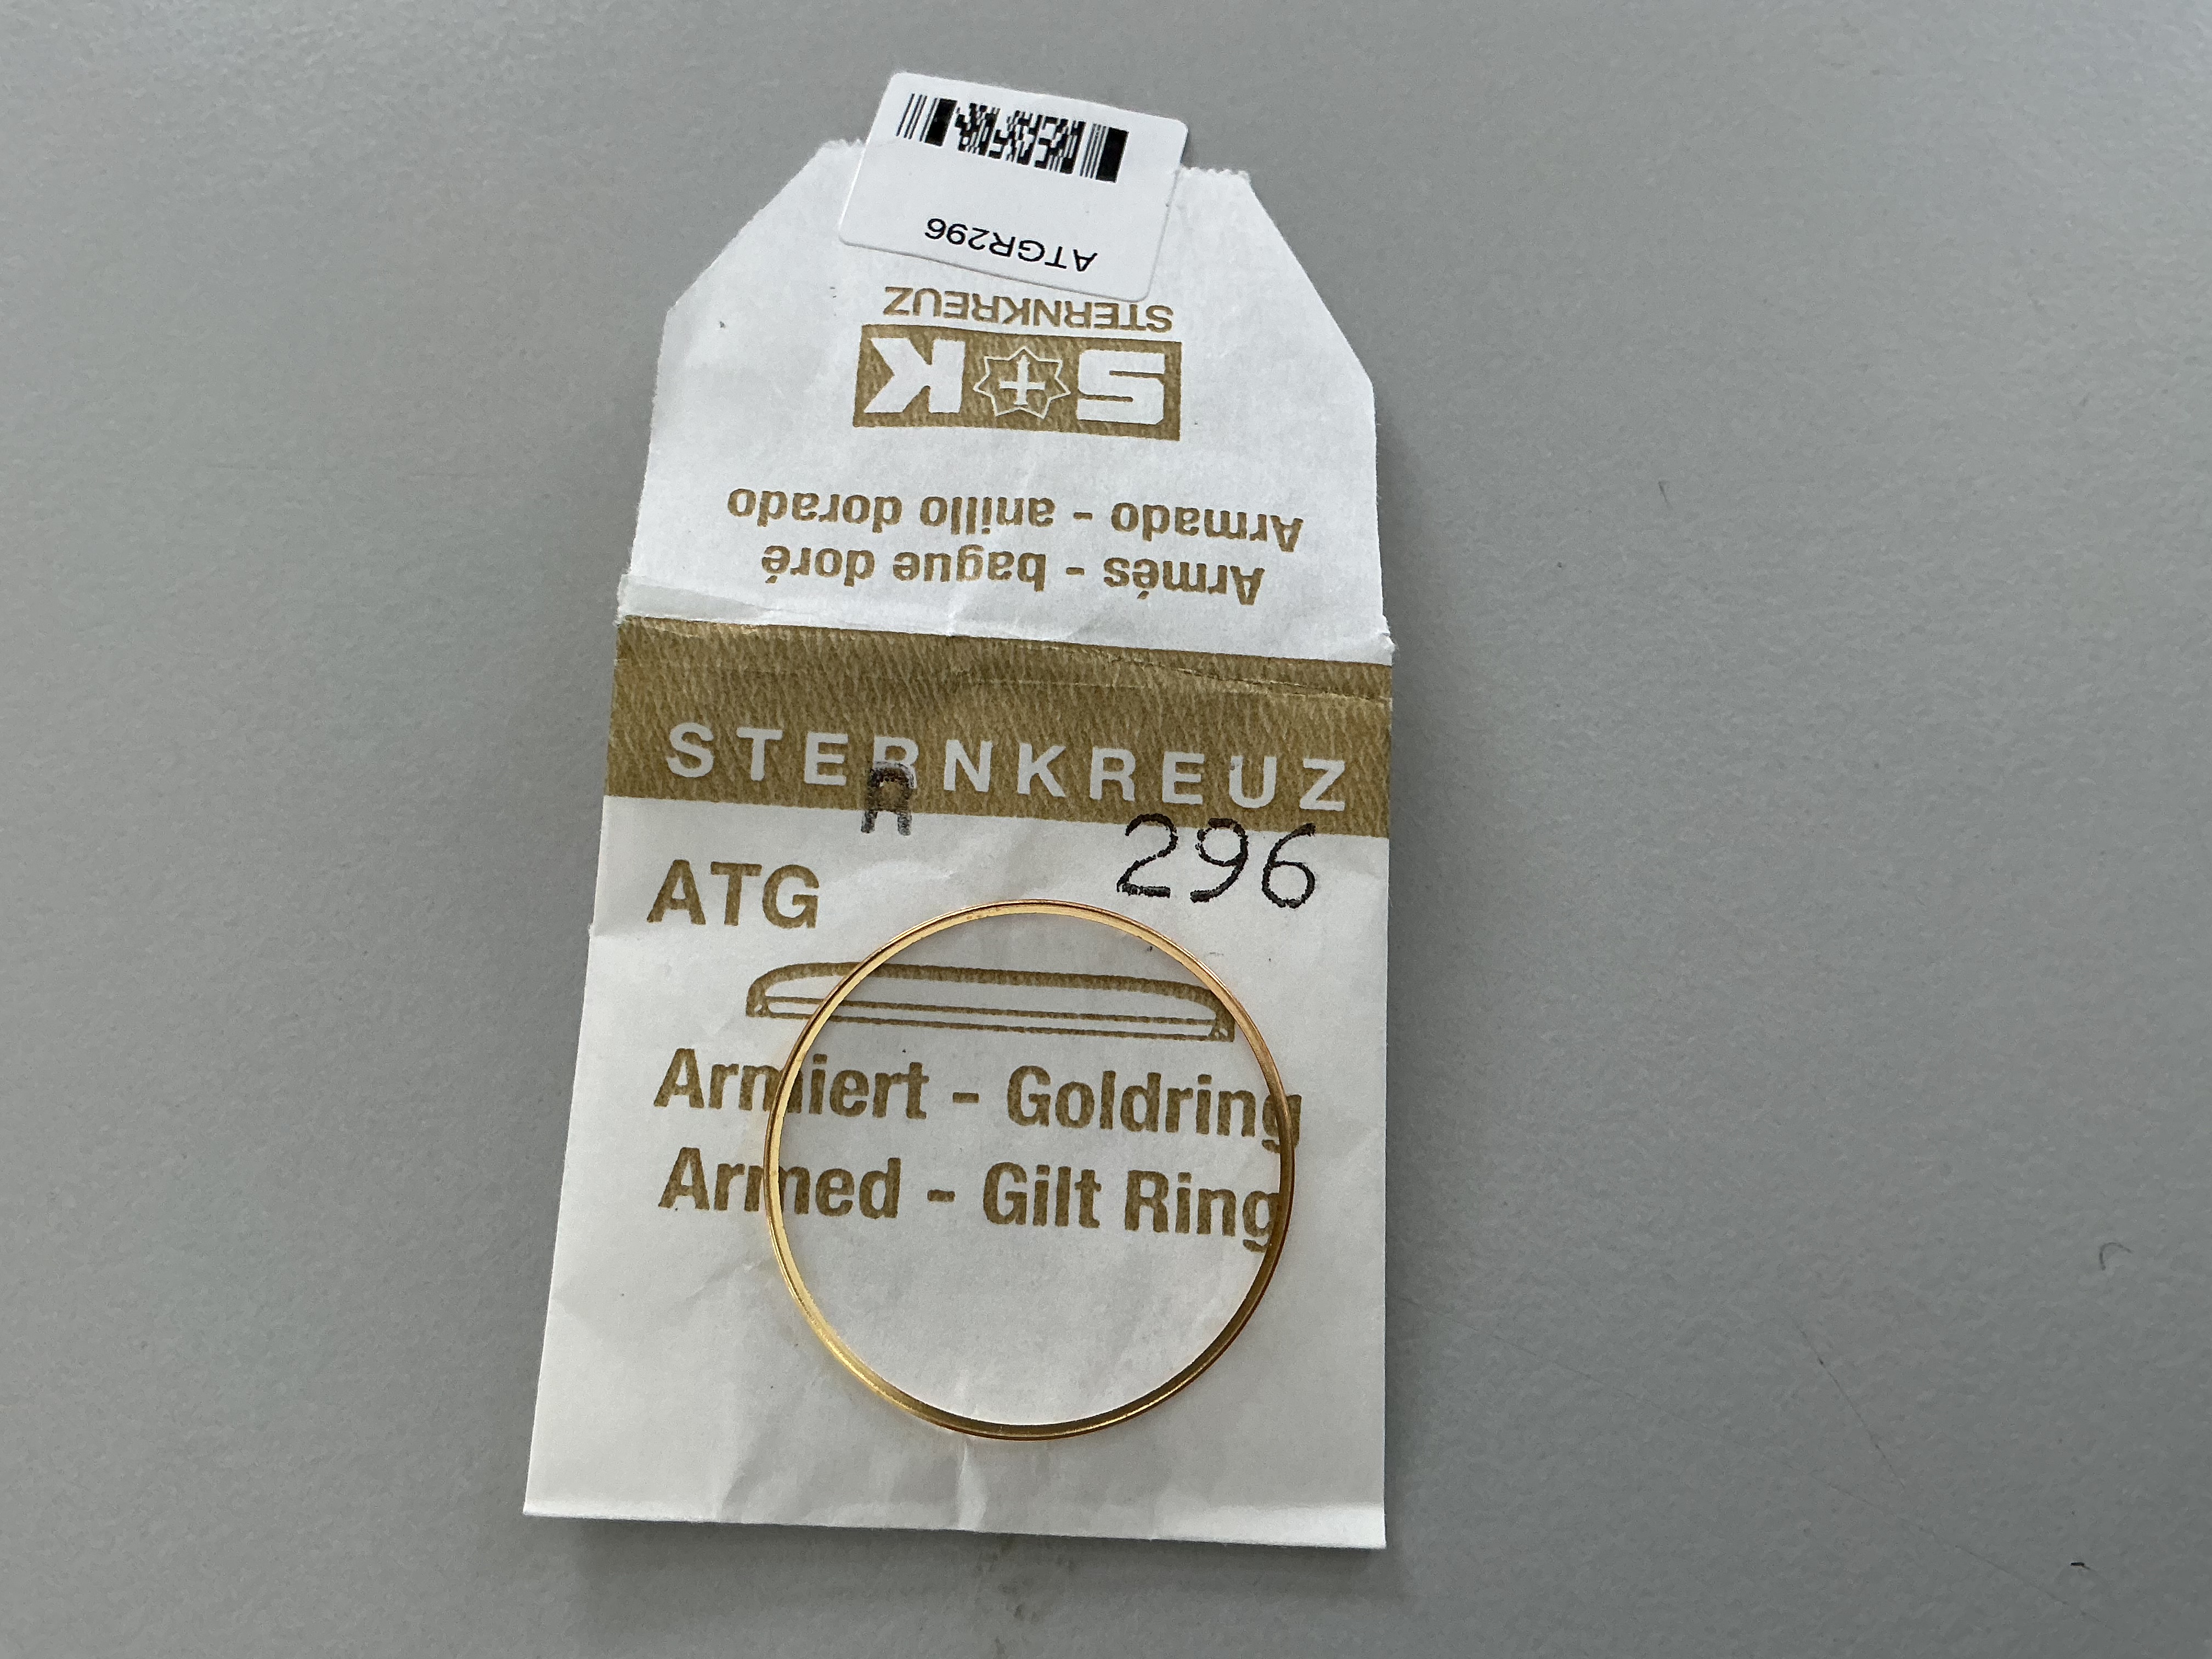 ATGR296
STERNKREUZ
S K
Armado - anillo dorado
Armés - bague doré
STERNKREUZ
R 296
ATG
Armiert - Goldring
Armed - Gilt Ring